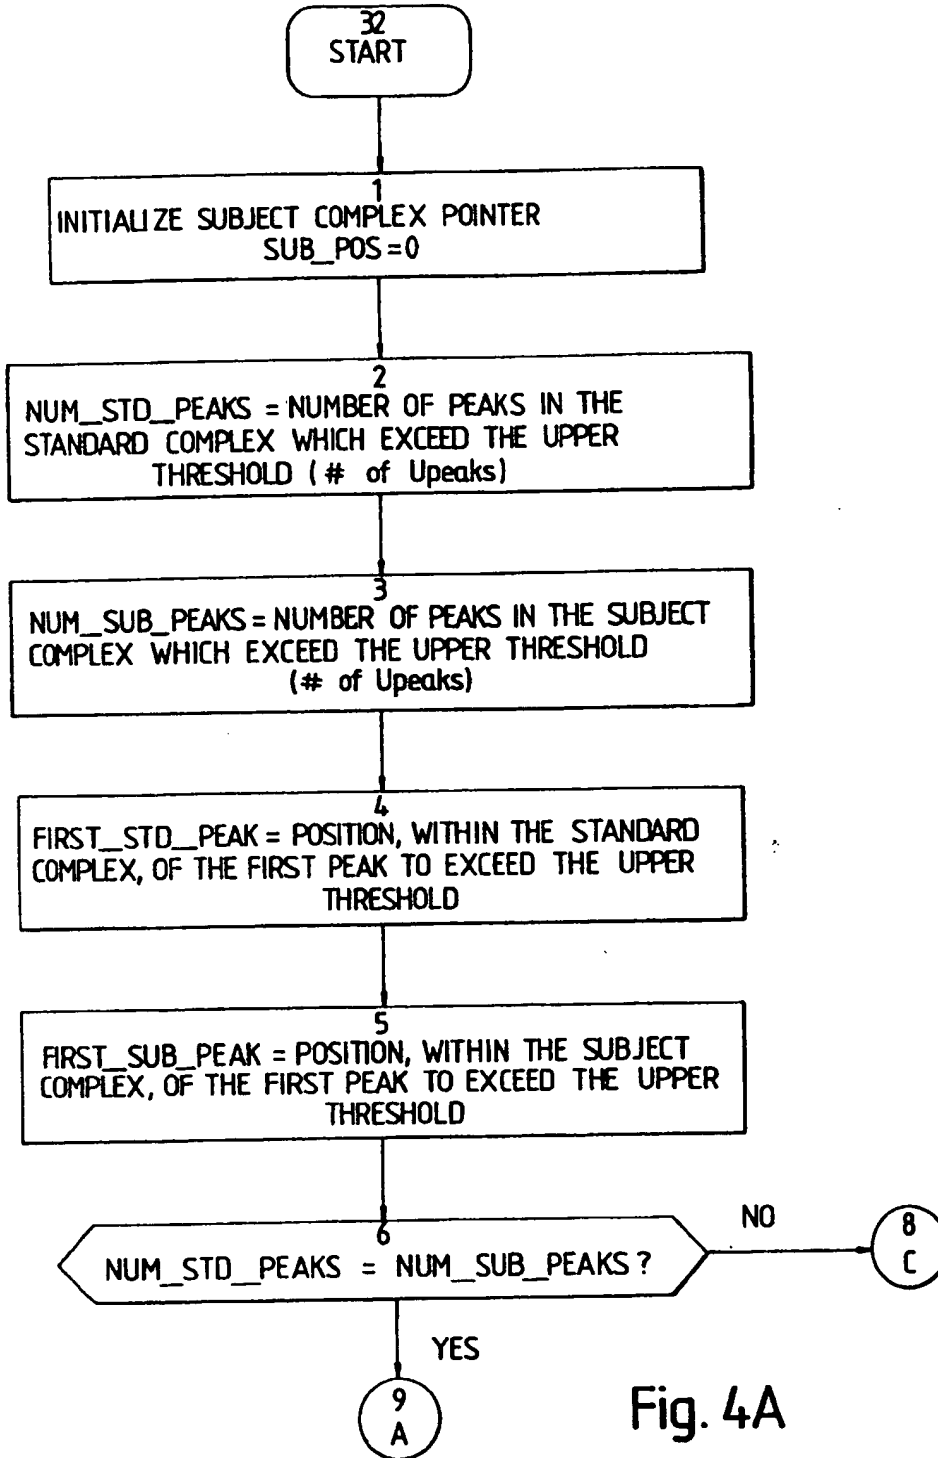 32
START
1
INITIALIZE SUBJECT COMPLEX POINTER
SUB_POS=0
2
NUM_STD_PEAKS = NUMBER OF PEAKS IN THE
STANDARD COMPLEX WHICH EXCEED THE UPPER
THRESHOLD (# of Upeaks)
3
NUM_SUB_PEAKS = NUMBER OF PEAKS IN THE SUBJECT
COMPLEX WHICH EXCEED THE UPPER THRESHOLD
(# of Upeaks)
4
FIRST_STD_PEAK = POSITION, WITHIN THE STANDARD
COMPLEX, OF THE FIRST PEAK TO EXCEED THE UPPER
THRESHOLD
5
FIRST_SUB_PEAK = POSITION, WITHIN THE SUBJECT
COMPLEX, OF THE FIRST PEAK TO EXCEED THE UPPER
THRESHOLD
6
NUM_STD_PEAKS = NUM_SUB_PEAKS?
NO
8
C
YES
9
A
Fig. 4A